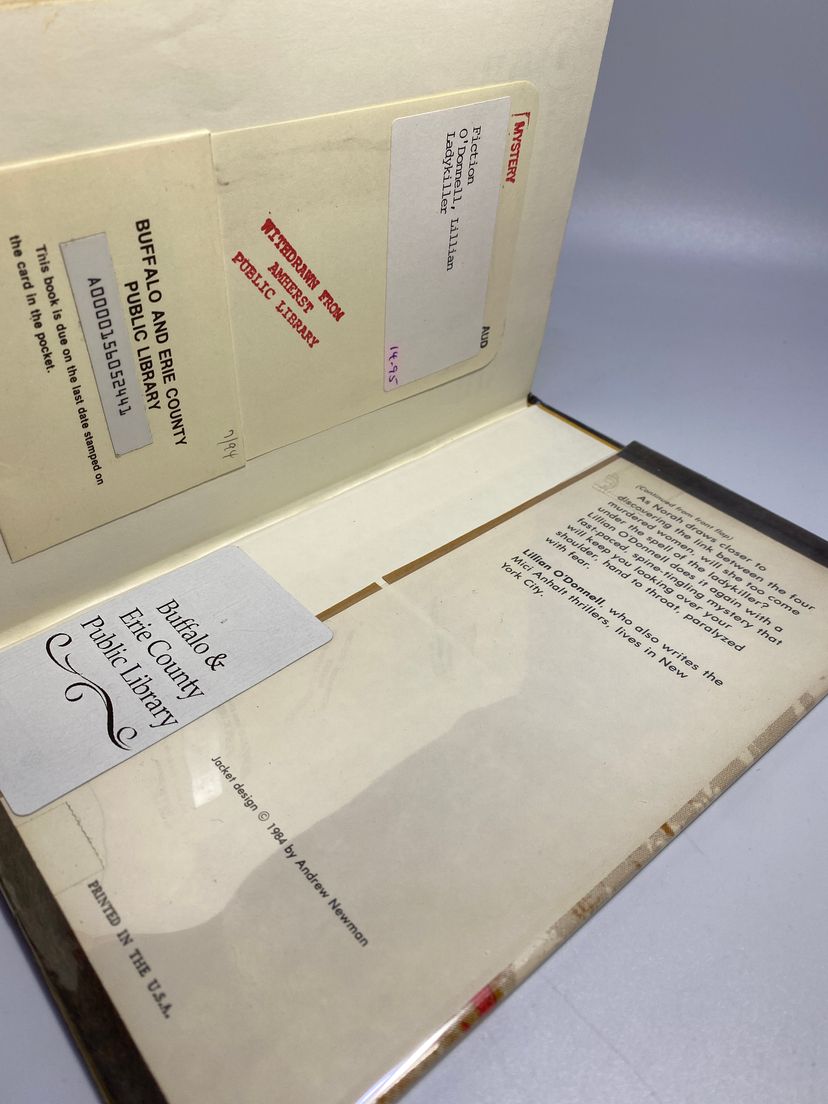 MYSTERY
Fiction
O'Donnell, Lillian
Ladykiller
AUD
14.95
WITHDRAWN FROM
AMHERST
PUBLIC LIBRARY
7/94
BUFFALO AND ERIE COUNTY
PUBLIC LIBRARY
A0000156052441
This book is due on the last date stamped on
the card in the pocket.
(Continued from front flap)
As Norah draws closer to
discovering the link between the four
murdered women, will she too come
under the spell of the ladykiller?
Lillian O'Donnell does it again with a
fast-paced, spine-tingling mystery that
will keep you looking over your
shoulder, hand to throat, paralyzed
with fear.
Lillian O'Donnell, who also writes the
Mici Anhalt thrillers, lives in New
York City.
Buffalo &
Erie County
Public Library
Jacket design © 1984 by Andrew Newman
PRINTED IN THE U.S.A.